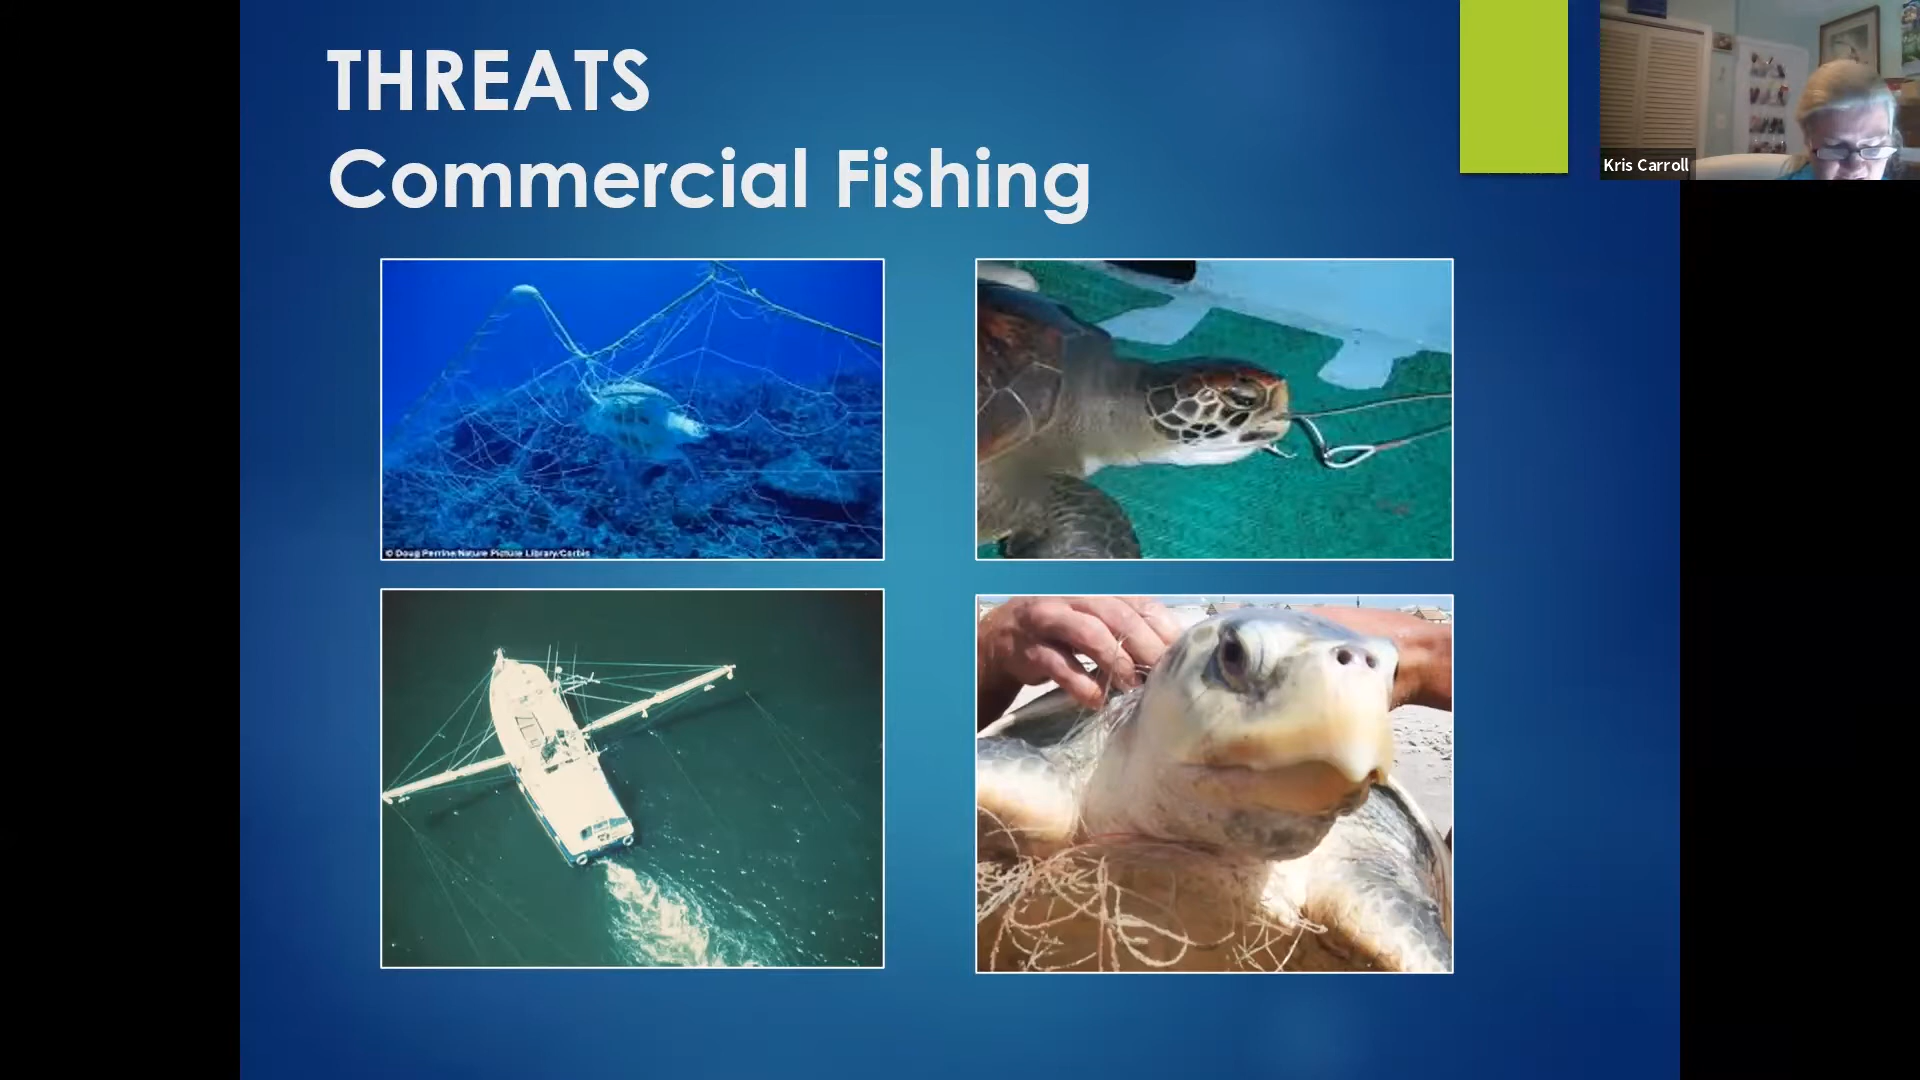 THREATS
Commercial Fishing
Kris Carroll
© Doug Perrine/Nature Picture Library/Corbis